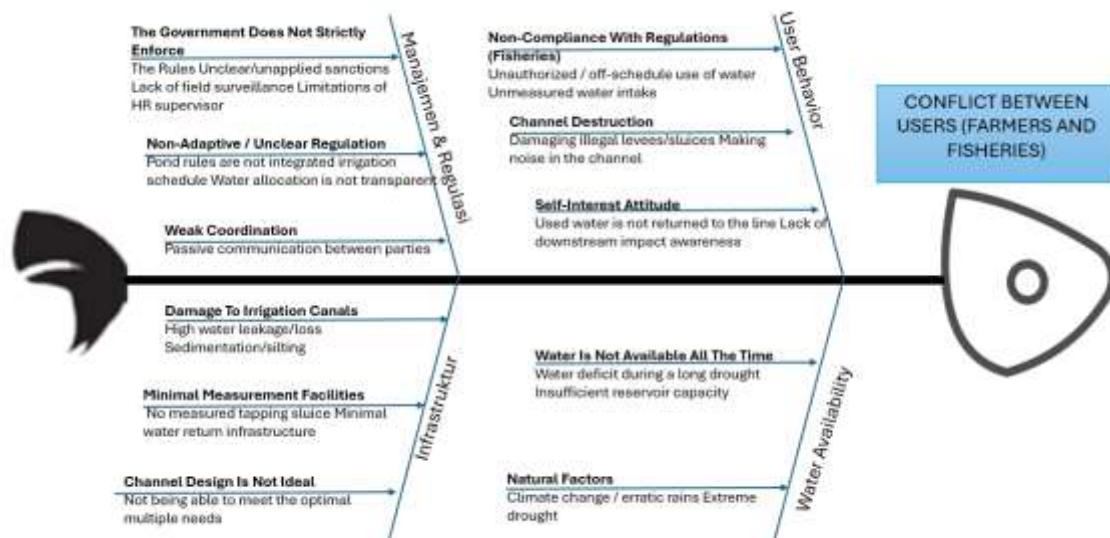 The Government Does Not Strictly
Enforce
The Rules Unclear/unapplied sanctions
Lack of field surveillance Limitations of
HR supervisor
Non-Adaptive / Unclear Regulation
Pond rules are not integrated irrigation
schedule Water allocation is not transparent
Weak Coordination
Passive communication between parties
Manajemen & Regulasi
Non-Compliance With Regulations
(Fisheries)
Unauthorized / off-schedule use of water
Unmeasured water intake
Channel Destruction
Damaging illegal levees/sluices Making
noise in the channel
Self-Interest Attitude
Used water is not returned to the line Lack of
downstream impact awareness
User Behavior
CONFLICT BETWEEN
USERS (FARMERS AND
FISHERIES)
Damage To Irrigation Canals
High water leakage/loss
Sedimentation/silting
Minimal Measurement Facilities
No measured tapping sluice Minimal
water return infrastructure
Channel Design Is Not Ideal
Not being able to meet the optimal
multiple needs
Infrastruktur
Water Is Not Available All The Time
Water deficit during a long drought
Insufficient reservoir capacity
Natural Factors
Climate change / erratic rains Extreme
drought
Water Availability